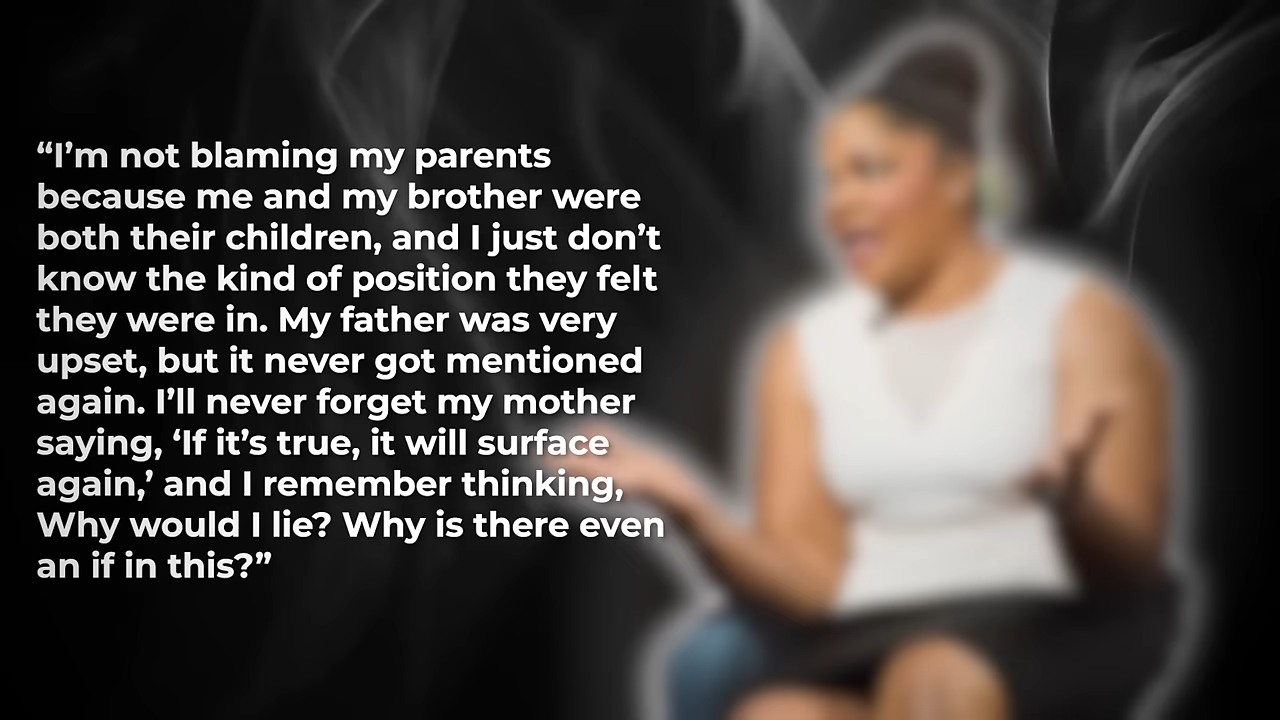 “I’m not blaming my parents
because me and my brother were
both their children, and I just don’t
know the kind of position they felt
they were in. My father was very
upset, but it never got mentioned
again. I’ll never forget my mother
saying, ‘If it’s true, it will surface
again,’ and I remember thinking,
Why would I lie? Why is there even
an if in this?”